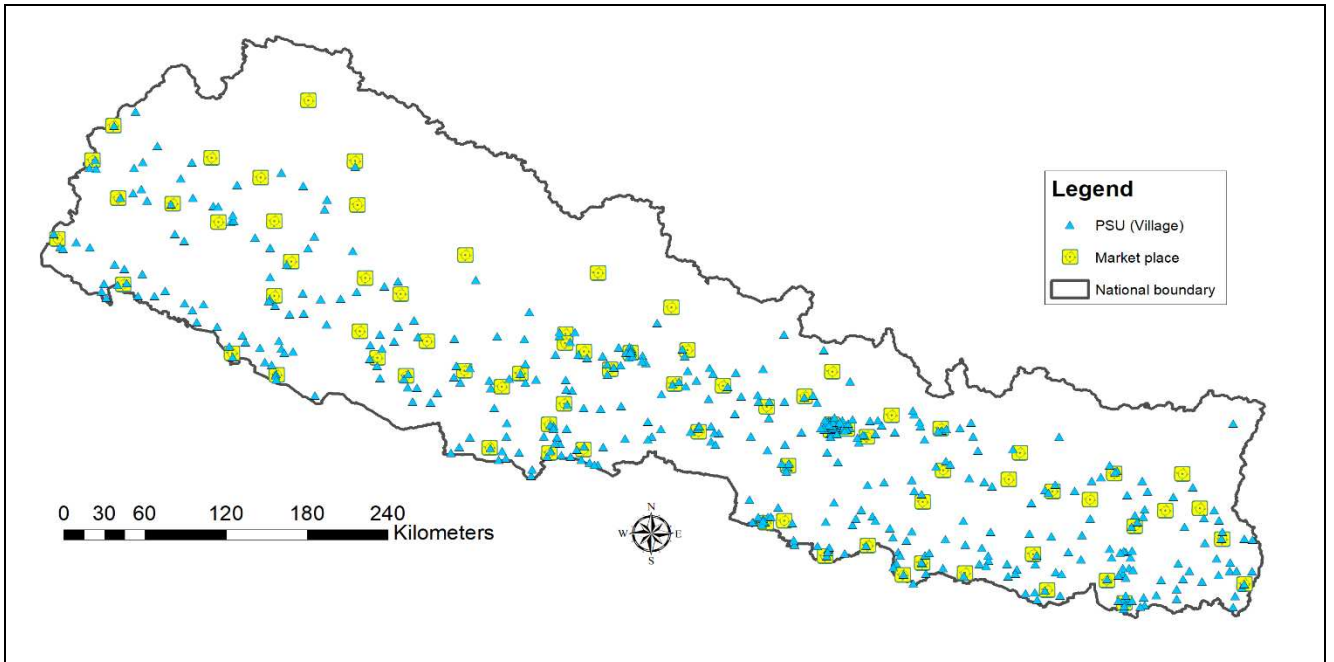 Legend
PSU (Village)
Market place
National boundary
0 30 60 120 180 240
Kilometers
N
W E
S